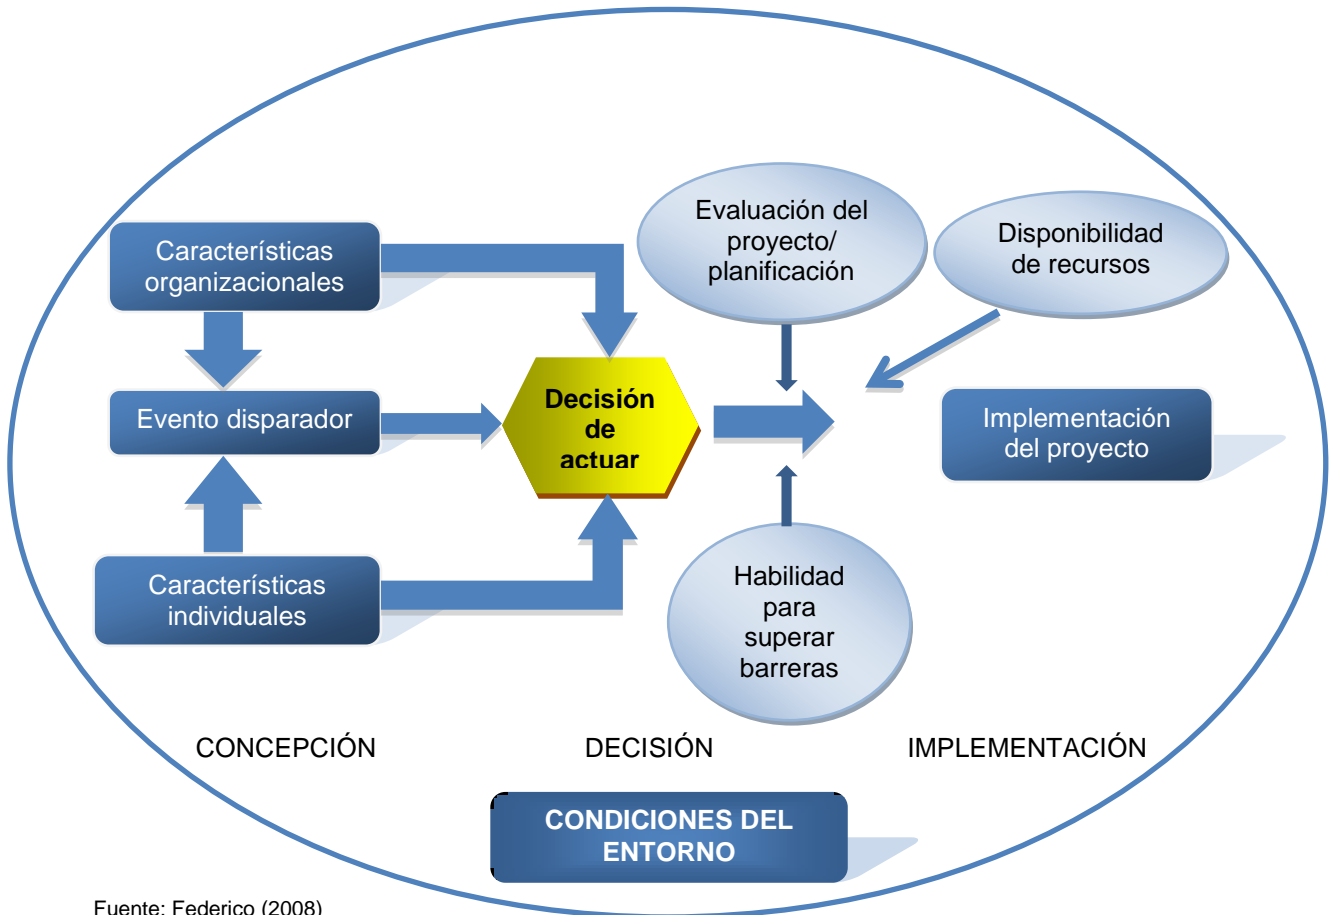 Características
organizacionales
Evento disparador
Características
individuales
Decisión
de
actuar
Evaluación del
proyecto/
planificación
Disponibilidad
de recursos
Implementación
del proyecto
Habilidad
para
superar
barreras
CONCEPCIÓN
DECISIÓN
IMPLEMENTACIÓN
CONDICIONES DEL
ENTORNO
Fuente: Federico (2008)